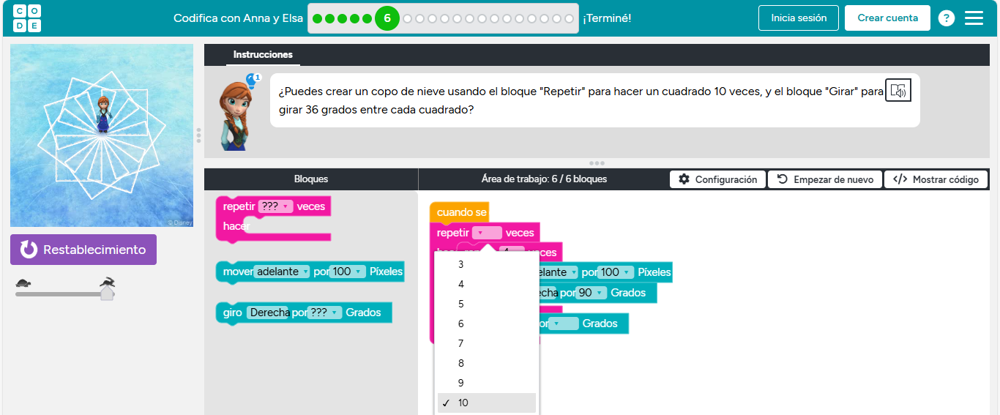 C O
D E
Codifica con Anna y Elsa
6
¡Terminé!
Inicia sesión
Crear cuenta
?
Instrucciones
1
¿Puedes crear un copo de nieve usando el bloque "Repetir" para hacer un cuadrado 10 veces, y el bloque "Girar" para
girar 36 grados entre cada cuadrado?
© Disney
Restablecimiento
Bloques
Área de trabajo: 6 / 6 bloques
Configuración
Empezar de nuevo
</> Mostrar código
repetir ??? veces
hacer
mover adelante por 100 Píxeles
giro Derecha por ??? Grados
cuando se
repetir veces
4 veces
elante por 100 Píxeles
echa por 90 Grados
or Grados
3
4
5
6
7
8
9
✓ 10